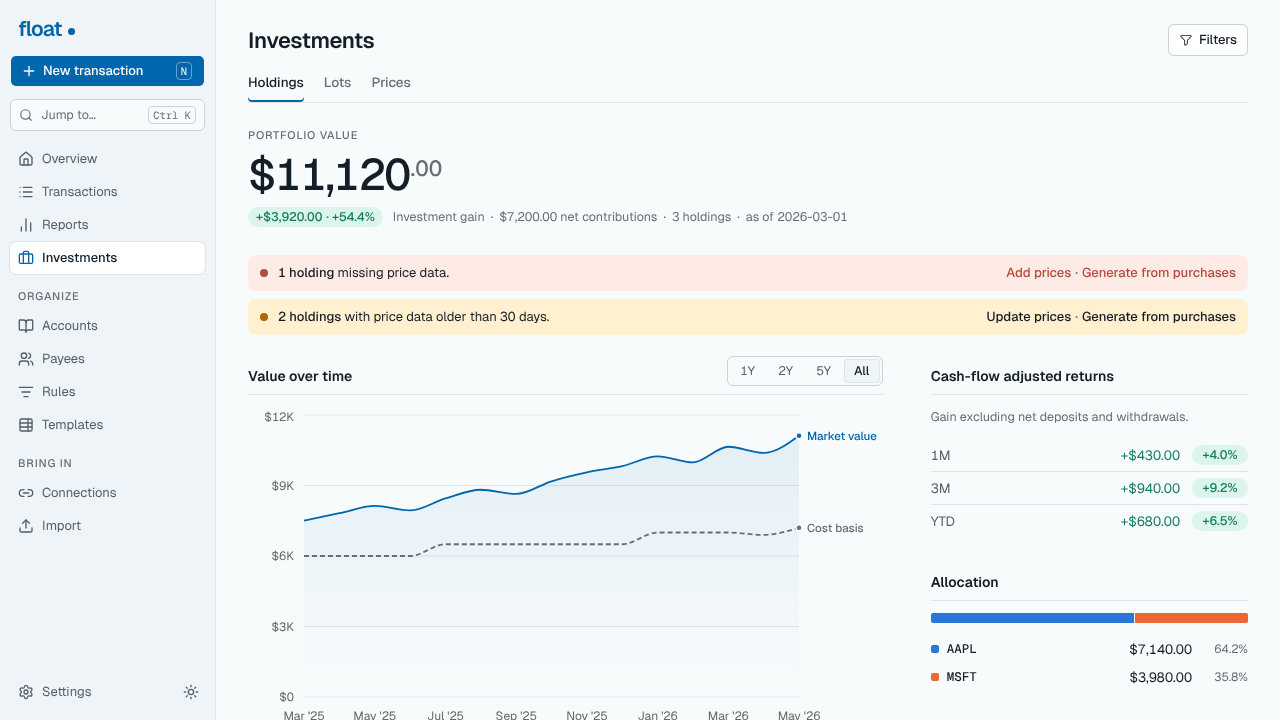 float
New transaction N
Jump to… Ctrl K
Overview
Transactions
Reports
Investments
ORGANIZE
Accounts
Payees
Rules
Templates
BRING IN
Connections
Import
Settings
Investments
Filters
Holdings Lots Prices
PORTFOLIO VALUE
$11,120.00
+$3,920.00 · +54.4% Investment gain · $7,200.00 net contributions · 3 holdings · as of 2026-03-01
1 holding missing price data. Add prices · Generate from purchases
2 holdings with price data older than 30 days. Update prices · Generate from purchases
Value over time 1Y 2Y 5Y All
$12K
$9K
$6K
$3K
$0
Market value
Cost basis
Mar '25 May '25 Jul '25 Sep '25 Nov '25 Jan '26 Mar '26 May '26
Cash-flow adjusted returns
Gain excluding net deposits and withdrawals.
1M +$430.00 +4.0%
3M +$940.00 +9.2%
YTD +$680.00 +6.5%
Allocation
AAPL $7,140.00 64.2%
MSFT $3,980.00 35.8%